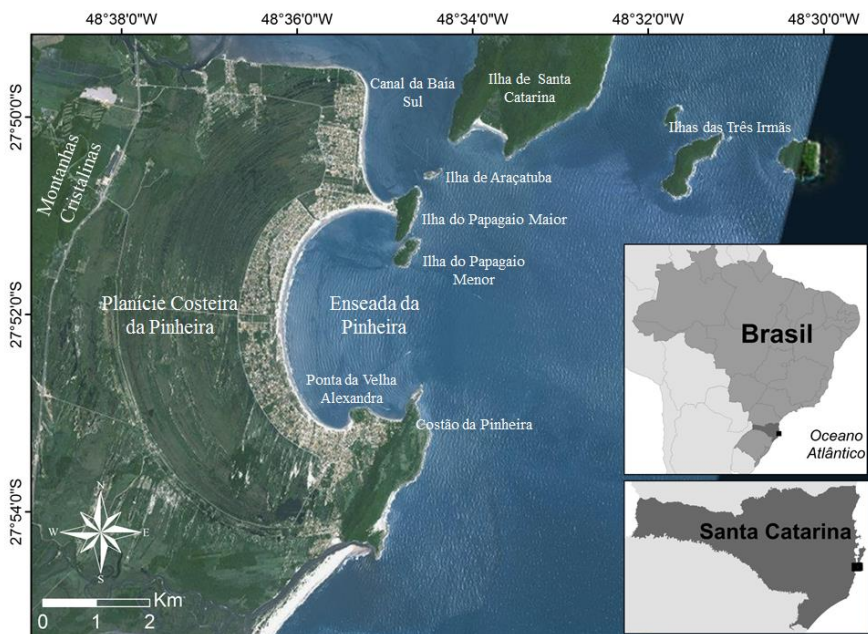 48°38'0"W
48°36'0"W
48°34'0"W
48°32'0"W
48°30'0"W
27°50'0"S
27°52'0"S
27°54'0"S
Canal da Baía
Sul
Ilha de Santa
Catarina
Ilhas das Três Irmãs
Montanhas
Cristalinas
Ilha de Araçatuba
Ilha do Papagaio Maior
Ilha do Papagaio
Menor
Planície Costeira
da Pinheira
Enseada da
Pinheira
Ponta da Velha
Alexandra
Costão da Pinheira
Brasil
Oceano
Atlântico
Santa Catarina
N
W
E
S
Km
0 1 2